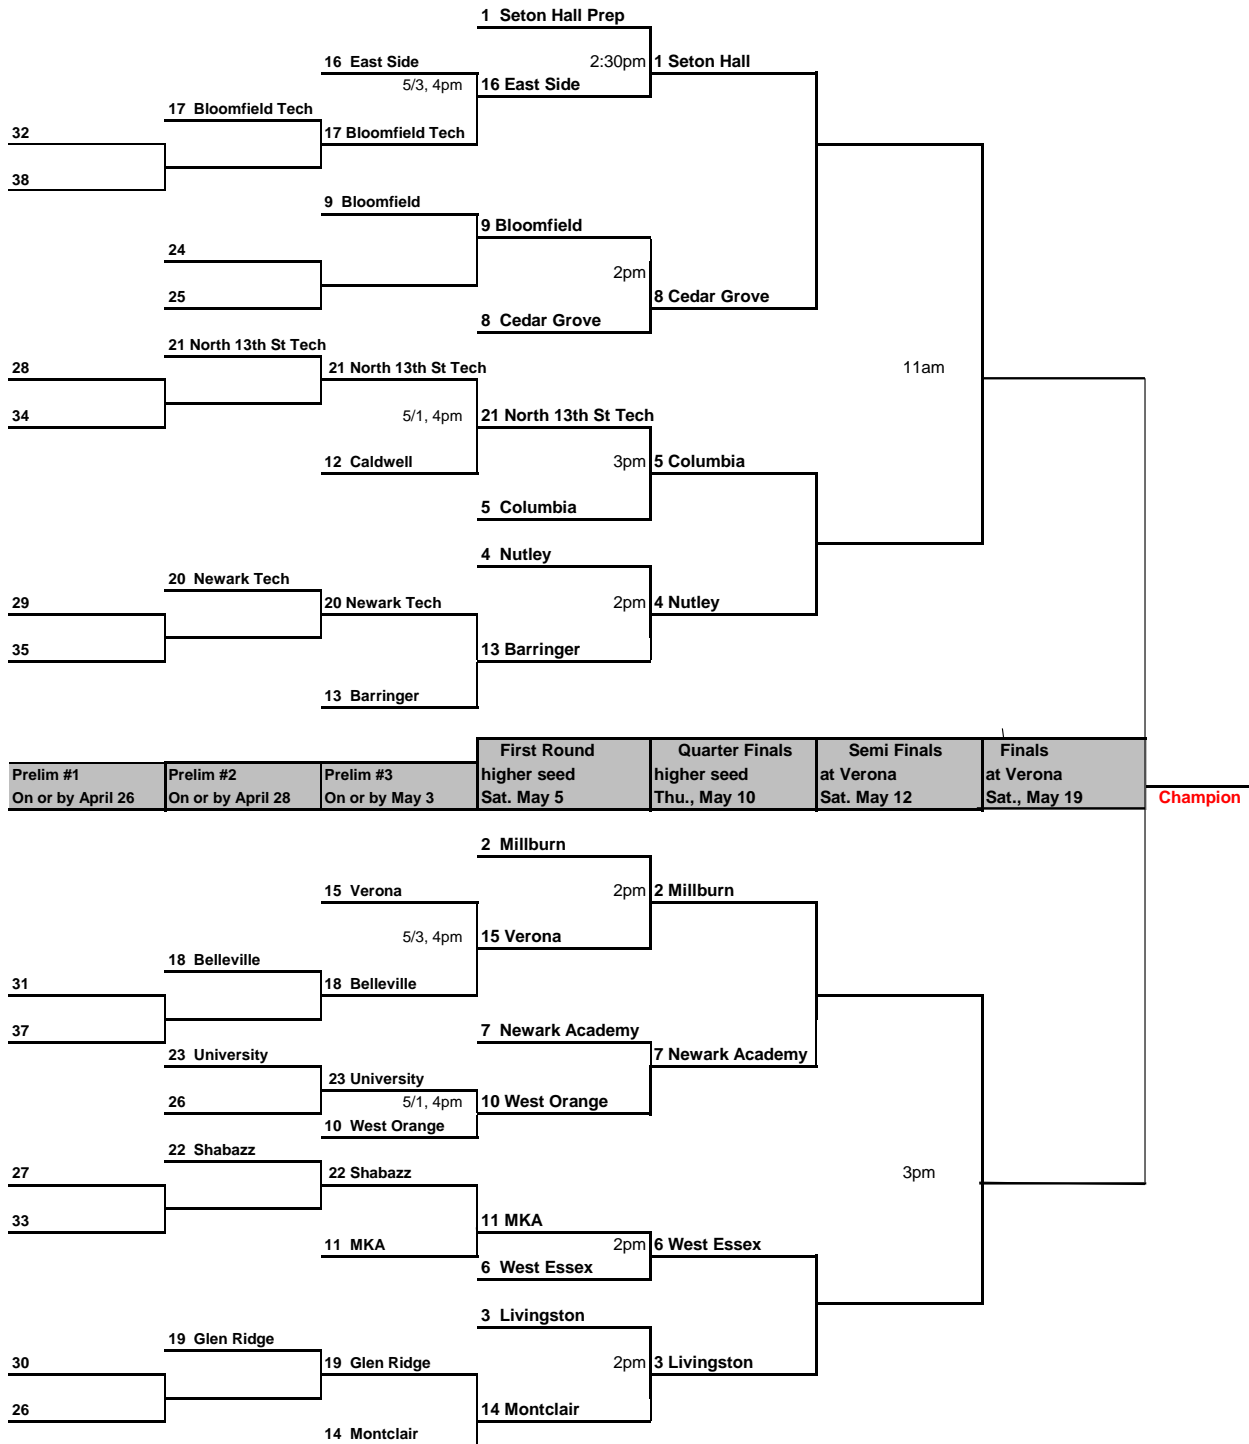 1 Seton Hall Prep
16 East Side
2:30pm
1 Seton Hall
5/3, 4pm
16 East Side
17 Bloomfield Tech
32
17 Bloomfield Tech
38
9 Bloomfield
9 Bloomfield
24
2pm
25
8 Cedar Grove
8 Cedar Grove
21 North 13th St Tech
28
21 North 13th St Tech
11am
34
5/1, 4pm
21 North 13th St Tech
12 Caldwell
3pm
5 Columbia
5 Columbia
4 Nutley
20 Newark Tech
29
20 Newark Tech
2pm
4 Nutley
35
13 Barringer
13 Barringer
First Round
Quarter Finals
Semi Finals
Finals
Prelim #1
Prelim #2
Prelim #3
higher seed
higher seed
at Verona
at Verona
On or by April 26
On or by April 28
On or by May 3
Sat. May 5
Thu., May 10
Sat. May 12
Sat., May 19
Champion
2 Millburn
15 Verona
2pm
2 Millburn
5/3, 4pm
15 Verona
18 Belleville
31
18 Belleville
37
7 Newark Academy
23 University
7 Newark Academy
23 University
26
5/1, 4pm
10 West Orange
10 West Orange
22 Shabazz
27
22 Shabazz
3pm
33
11 MKA
11 MKA
2pm
6 West Essex
6 West Essex
3 Livingston
19 Glen Ridge
30
19 Glen Ridge
2pm
3 Livingston
26
14 Montclair
14 Montclair